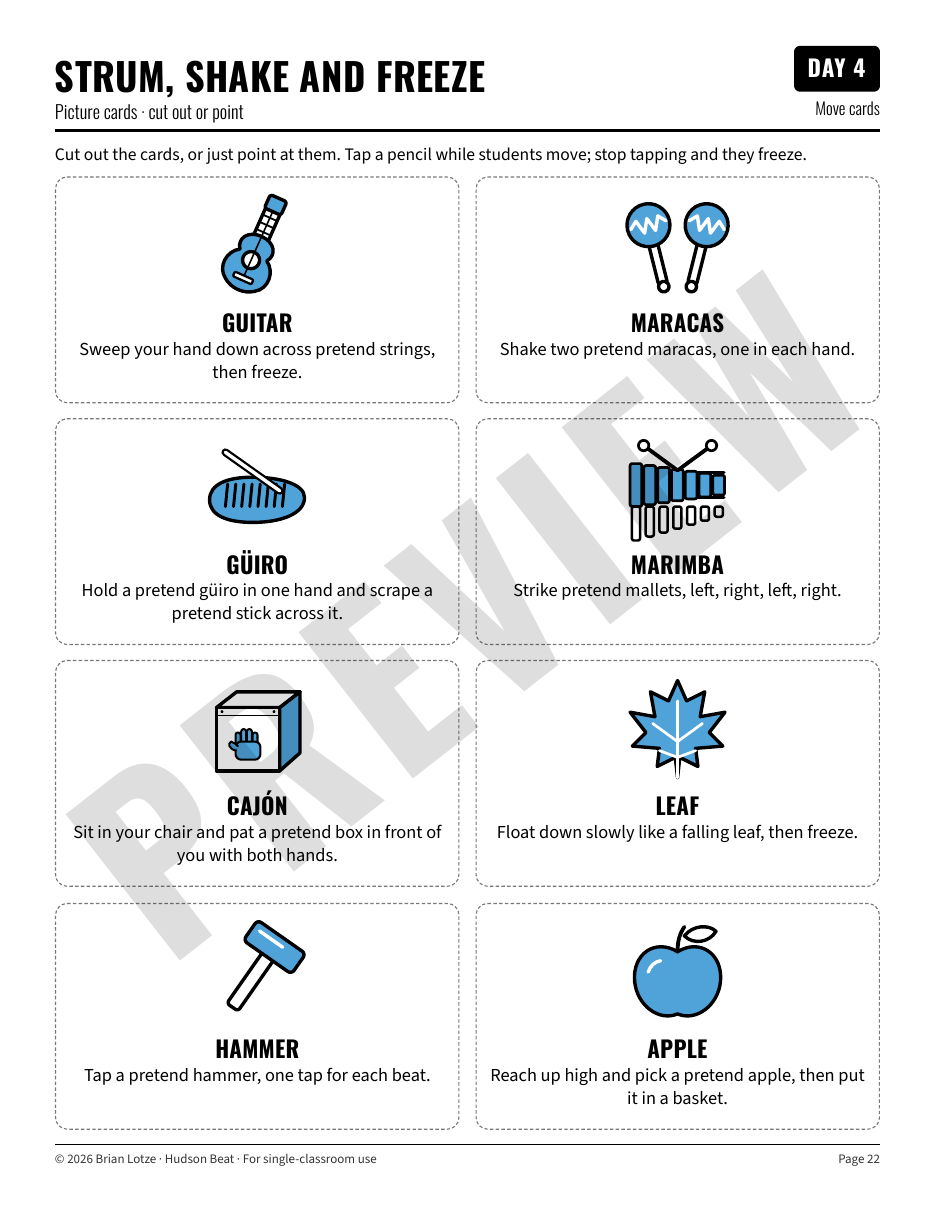 STRUM, SHAKE AND FREEZE
DAY 4
Picture cards · cut out or point
Move cards
Cut out the cards, or just point at them. Tap a pencil while students move; stop tapping and they freeze.
GUITAR
Sweep your hand down across pretend strings,
then freeze.
MARACAS
Shake two pretend maracas, one in each hand.
GÜIRO
Hold a pretend güiro in one hand and scrape a
pretend stick across it.
MARIMBA
Strike pretend mallets, left, right, left, right.
CAJÓN
Sit in your chair and pat a pretend box in front of
you with both hands.
LEAF
Float down slowly like a falling leaf, then freeze.
HAMMER
Tap a pretend hammer, one tap for each beat.
APPLE
Reach up high and pick a pretend apple, then put
it in a basket.
PREVIEW
© 2026 Brian Lotze · Hudson Beat · For single-classroom use
Page 22